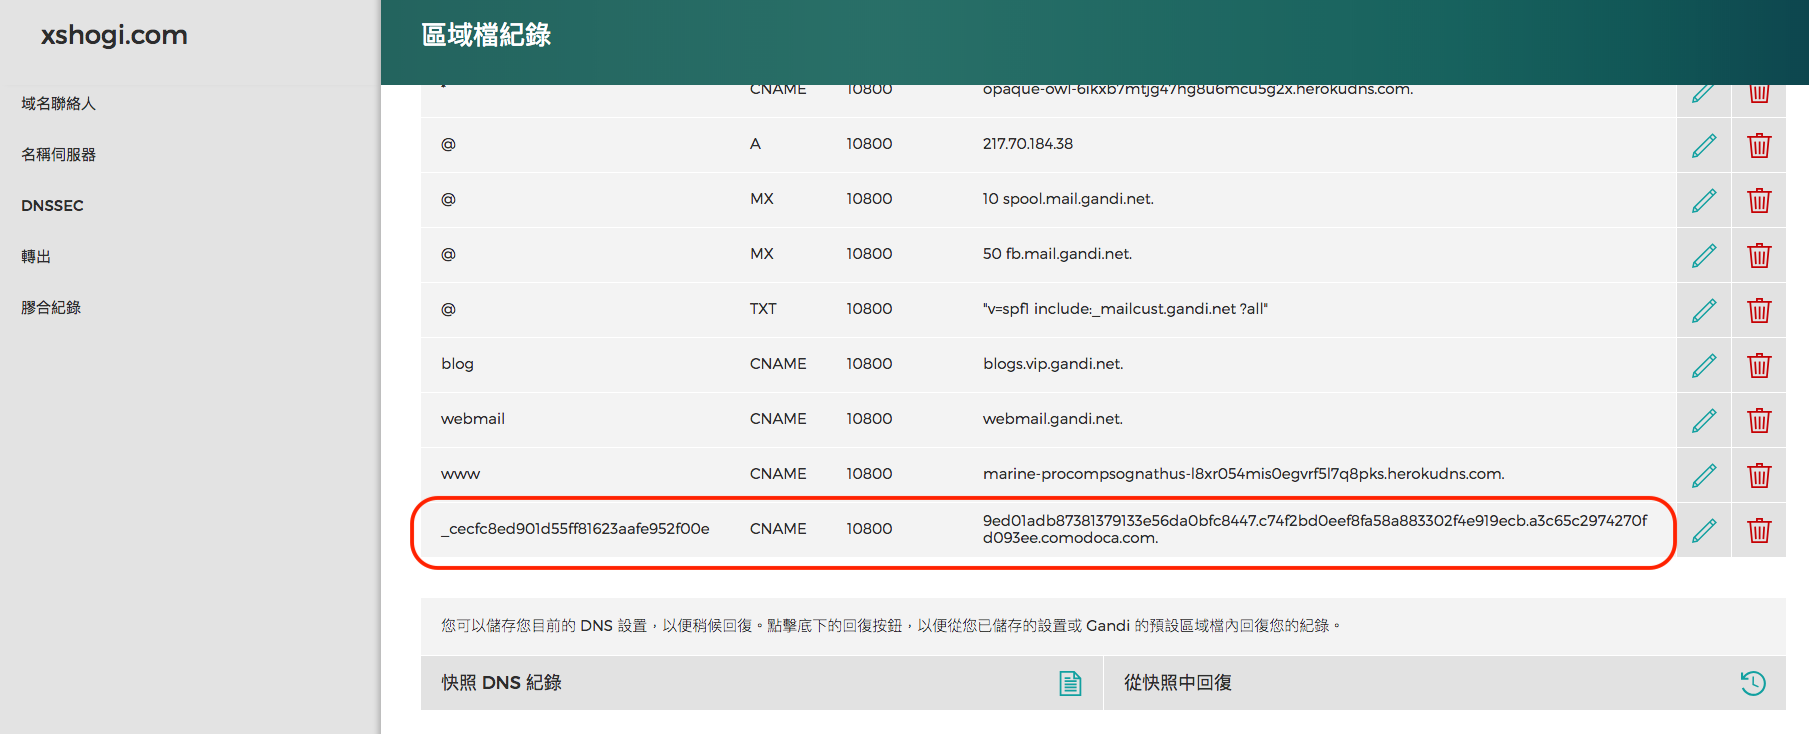 xshogi.com
域名聯絡人
名稱伺服器
DNSSEC
轉出
膠合紀錄
區域檔紀錄
* CNAME 10800 opaque-owl-6ikxb7mtjg47hg8u6mcu5g2x.herokudns.com.
@ A 10800 217.70.184.38
@ MX 10800 10 spool.mail.gandi.net.
@ MX 10800 50 fb.mail.gandi.net.
@ TXT 10800 "v=spf1 include:_mailcust.gandi.net ?all"
blog CNAME 10800 blogs.vip.gandi.net.
webmail CNAME 10800 webmail.gandi.net.
www CNAME 10800 marine-procompsognathus-l8xr054mis0egvrf5l7q8pks.herokudns.com.
_cecfc8ed901d55ff81623aafe952f00e CNAME 10800 9ed01adb87381379133e56da0bfc8447.c74f2bd0eef8fa58a883302f4e919ecb.a3c65c2974270f
d093ee.comodoca.com.
您可以儲存您目前的 DNS 設置，以便稍候回復。點擊底下的回復按鈕，以便從您已儲存的設置或 Gandi 的預設區域檔內回復您的紀錄。
快照 DNS 紀錄
從快照中回復